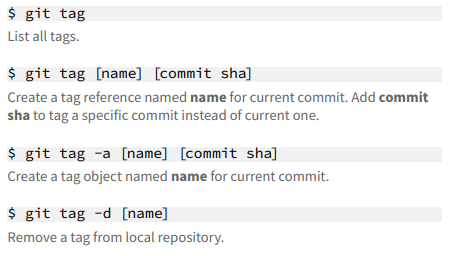 $ git tag
List all tags.
$ git tag [name] [commit sha]
Create a tag reference named name for current commit. Add commit
sha to tag a specific commit instead of current one.
$ git tag -a [name] [commit sha]
Create a tag object named name for current commit.
$ git tag -d [name]
Remove a tag from local repository.